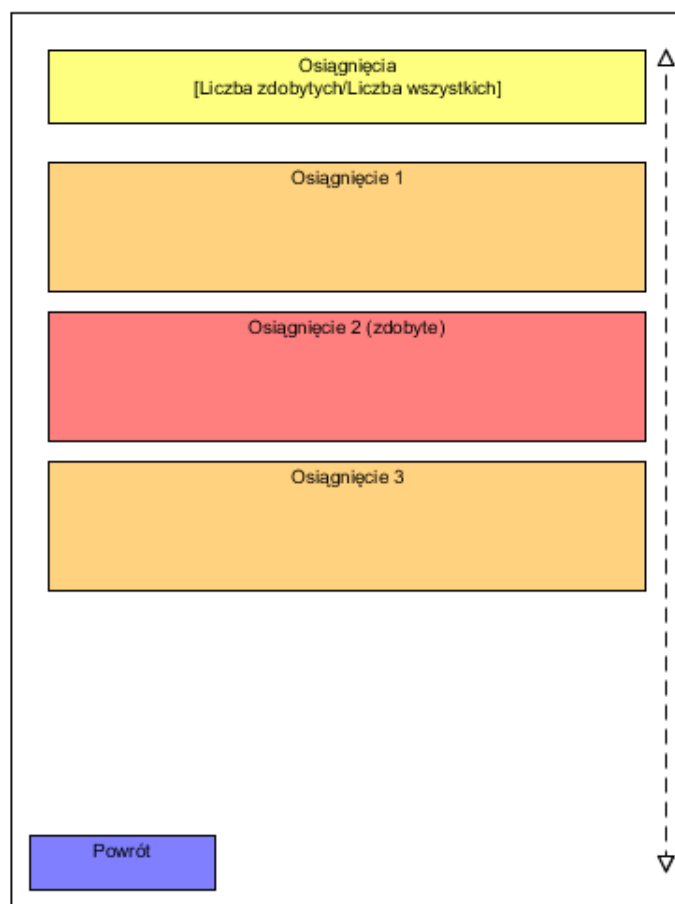 Osiągnięcia
[Liczba zdobytych/Liczba wszystkich]
Osiągnięcie 1
Osiągnięcie 2 (zdobyte)
Osiągnięcie 3
Powrót